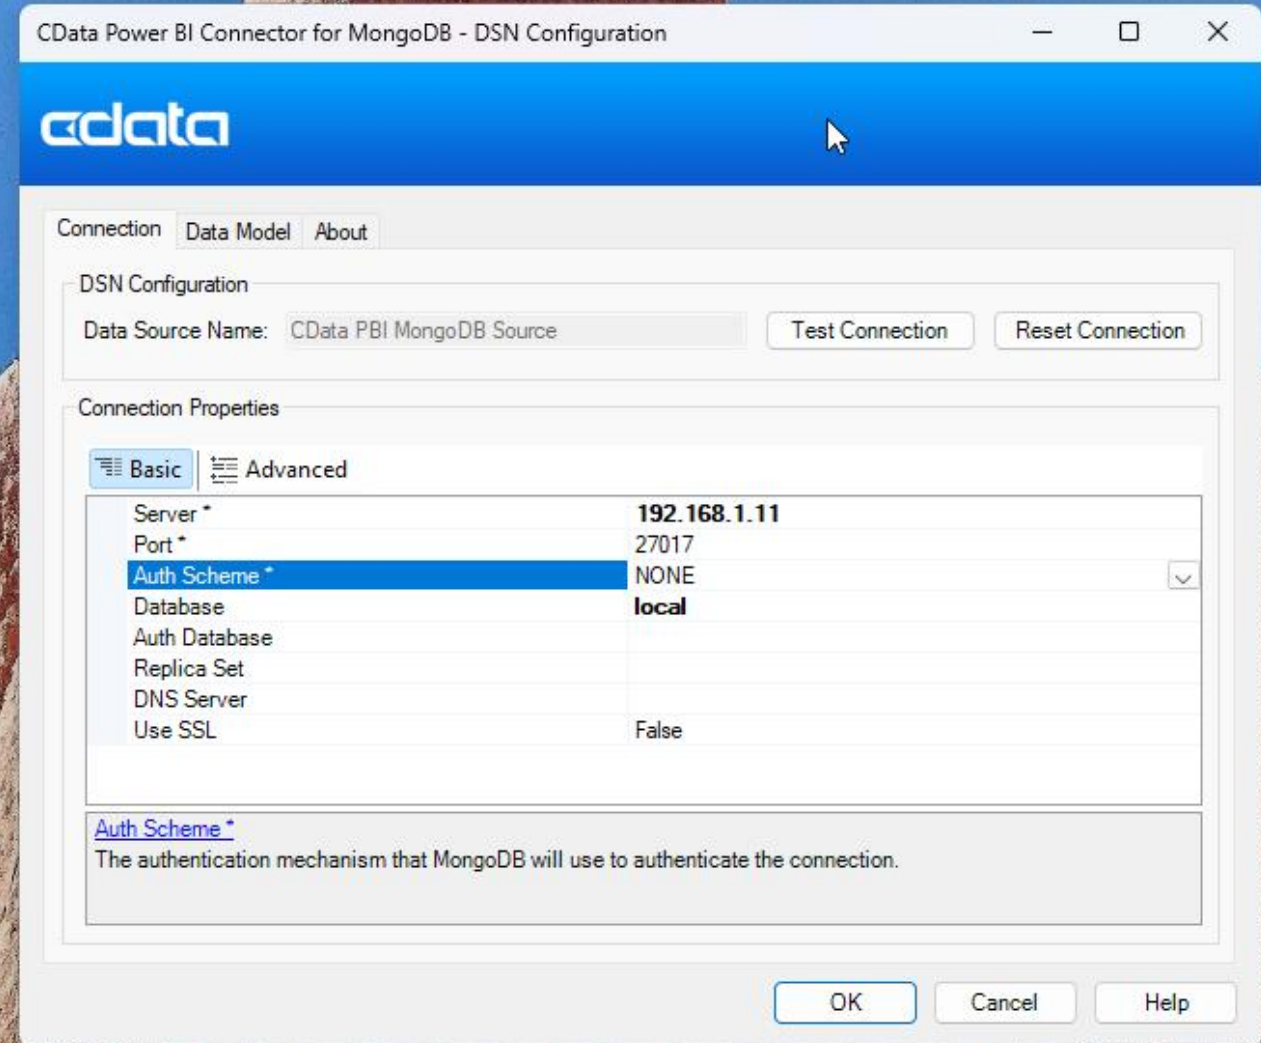 CData Power BI Connector for MongoDB - DSN Configuration
cdata
Connection Data Model About
DSN Configuration
Data Source Name: CData PBI MongoDB Source Test Connection Reset Connection
Connection Properties
Basic Advanced
Server * 192.168.1.11
Port * 27017
Auth Scheme * NONE
Database local
Auth Database
Replica Set
DNS Server
Use SSL False
Auth Scheme *
The authentication mechanism that MongoDB will use to authenticate the connection.
OK Cancel Help